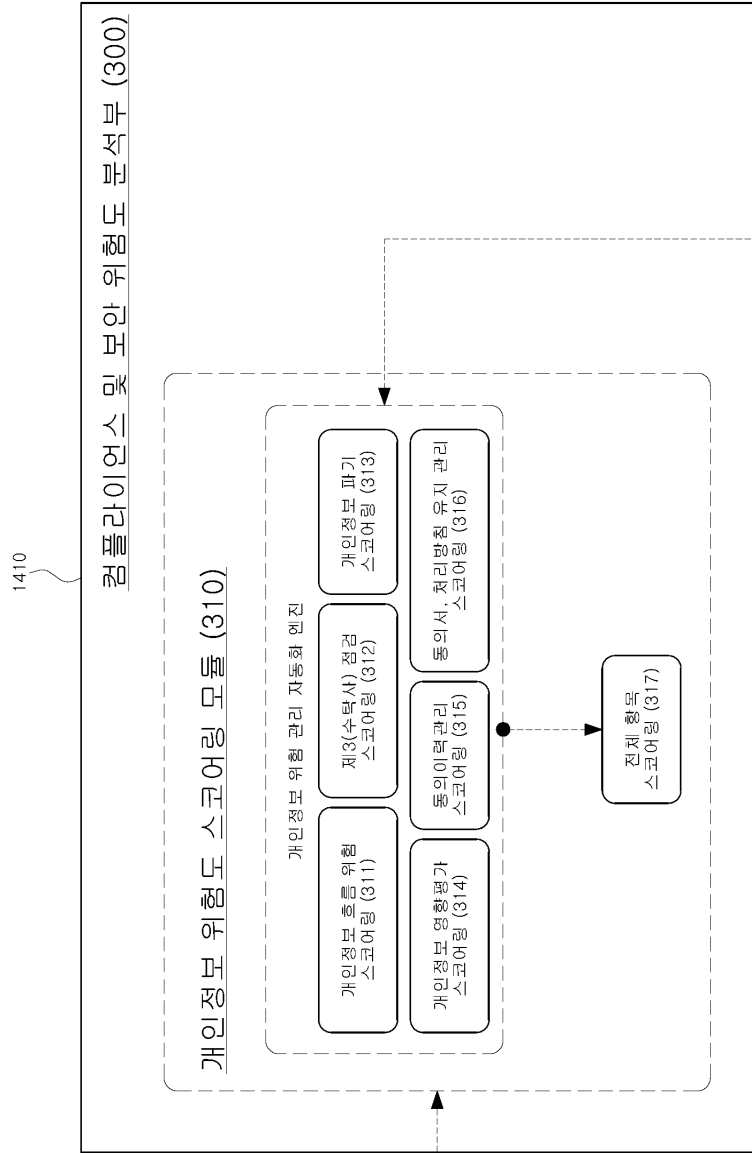 1410
컴플라이언스 및 보안 위험도 분석부 (300)
개인정보 위험도 스코어링 모듈 (310)
개인정보 위험 관리 자동화 엔진
개인정보 흐름 위험
스코어링 (311)
제3(수탁사) 점검
스코어링 (312)
개인정보 파기
스코어링 (313)
개인정보 영향평가
스코어링 (314)
동의이력관리
스코어링 (315)
동의서, 처리방침 유지 관리
스코어링 (316)
전체 항목
스코어링 (317)